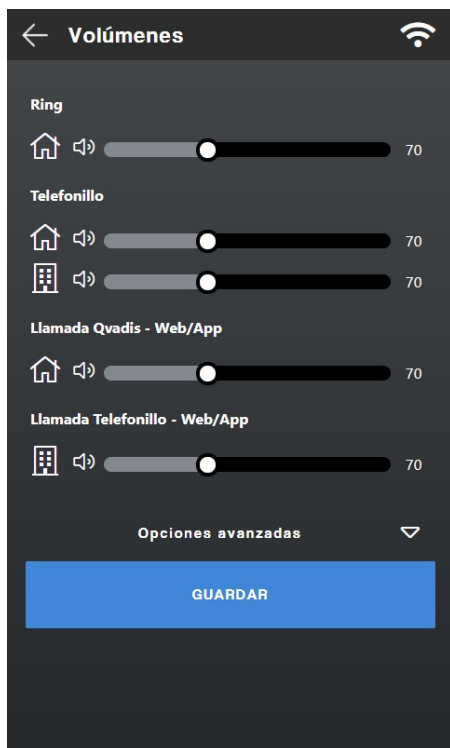 Volúmenes
Ring
70
Telefonillo
70
70
Llamada Qvadis - Web/App
70
Llamada Telefonillo - Web/App
70
Opciones avanzadas
GUARDAR